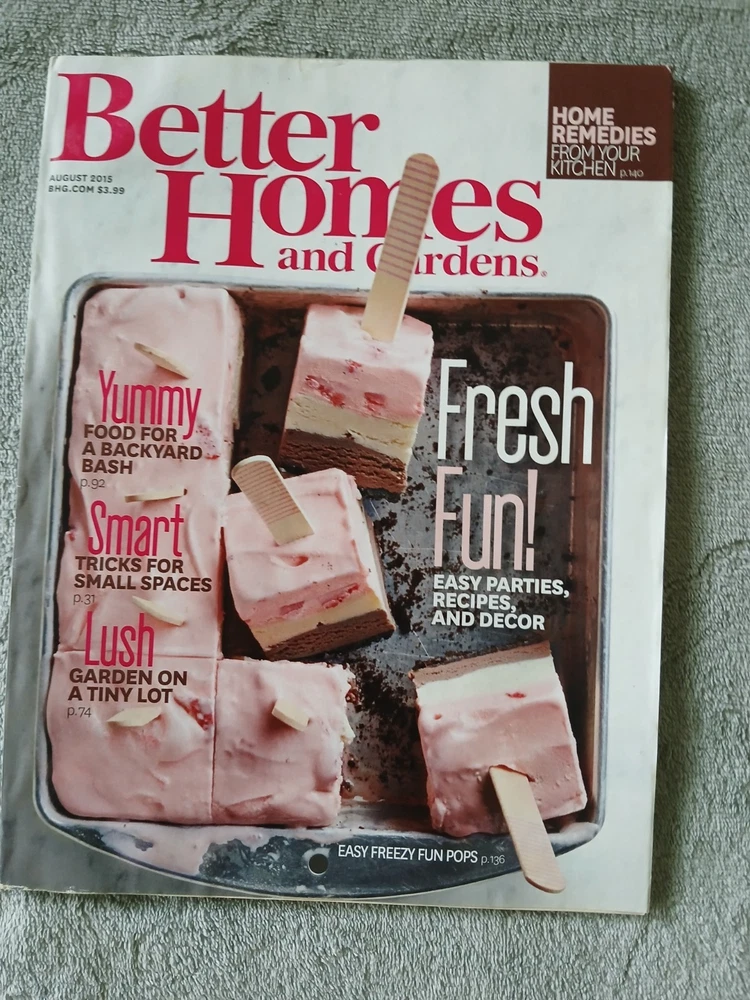 Better
Homes
and Gardens®
AUGUST 2015
BHG.COM $3.99
HOME
REMEDIES
FROM YOUR
KITCHEN p.140
Yummy
FOOD FOR
A BACKYARD
BASH
p.92
Smart
TRICKS FOR
SMALL SPACES
p.31
Lush
GARDEN ON
A TINY LOT
p.74
Fresh
Fun!
EASY PARTIES,
RECIPES,
AND DECOR
EASY FREEZY FUN POPS p.136